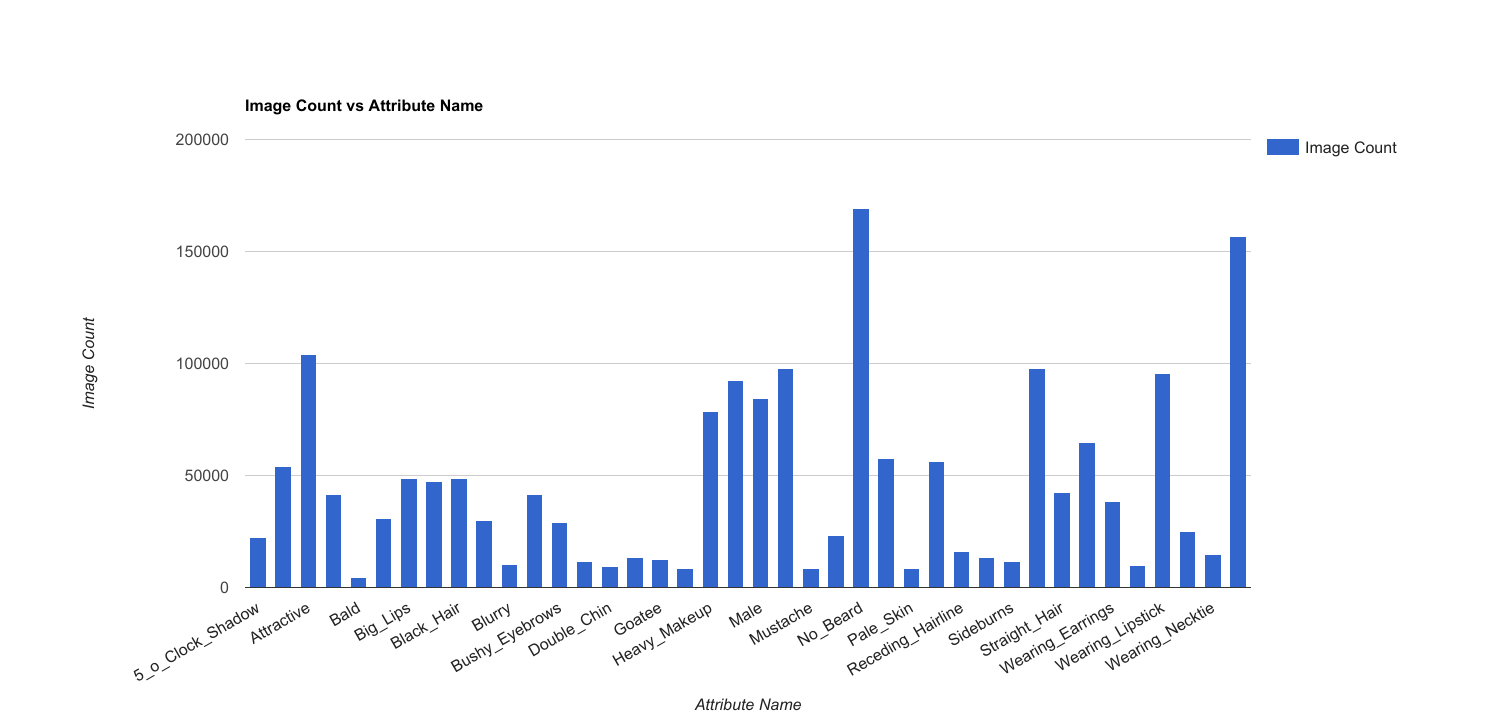 Image Count vs Attribute Name
200000
150000
100000
50000
0
Image Count
Image Count
5_o_Clock_Shadow
Attractive
Bald
Big_Lips
Black_Hair
Blurry
Bushy_Eyebrows
Double_Chin
Goatee
Heavy_Makeup
Male
Mustache
No_Beard
Pale_Skin
Receding_Hairline
Sideburns
Straight_Hair
Wearing_Earrings
Wearing_Lipstick
Wearing_Necktie
Attribute Name